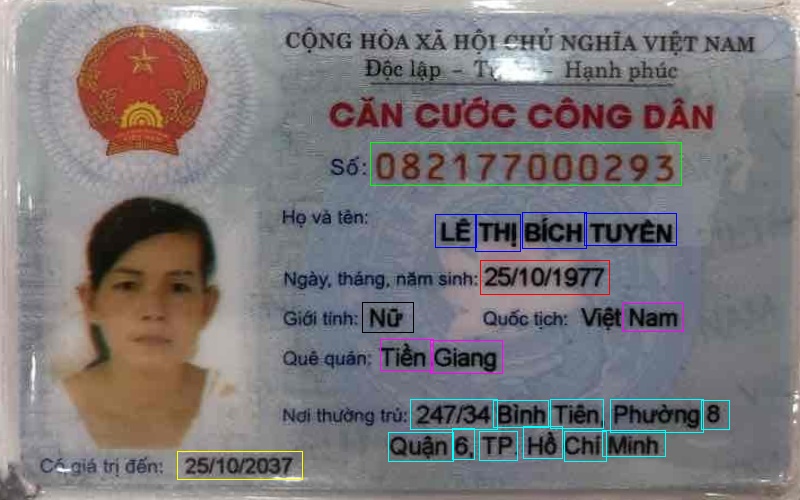 CỘNG HÒA XÃ HỘI CHỦ NGHĨA VIỆT NAM
Độc lập - Tự - Hạnh phúc
CĂN CƯỚC CÔNG DÂN
Số: 082177000293
Họ và tên:
LÊ THỊ BÍCH TUYỀN
Ngày, tháng, năm sinh: 25/10/1977
Giới tính: Nữ Quốc tịch: Việt Nam
Quê quán: Tiền Giang
Nơi thường trú: 247/34 Bình Tiên, Phường 8
Quận 6, TP. Hồ Chí Minh
Có giá trị đến: 25/10/2037